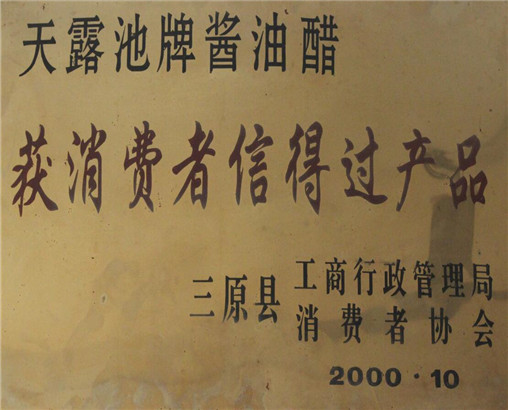 天露池牌酱油醋
获消费者信得过产品
三原县 工商行政管理局
消费者协会
2000·10